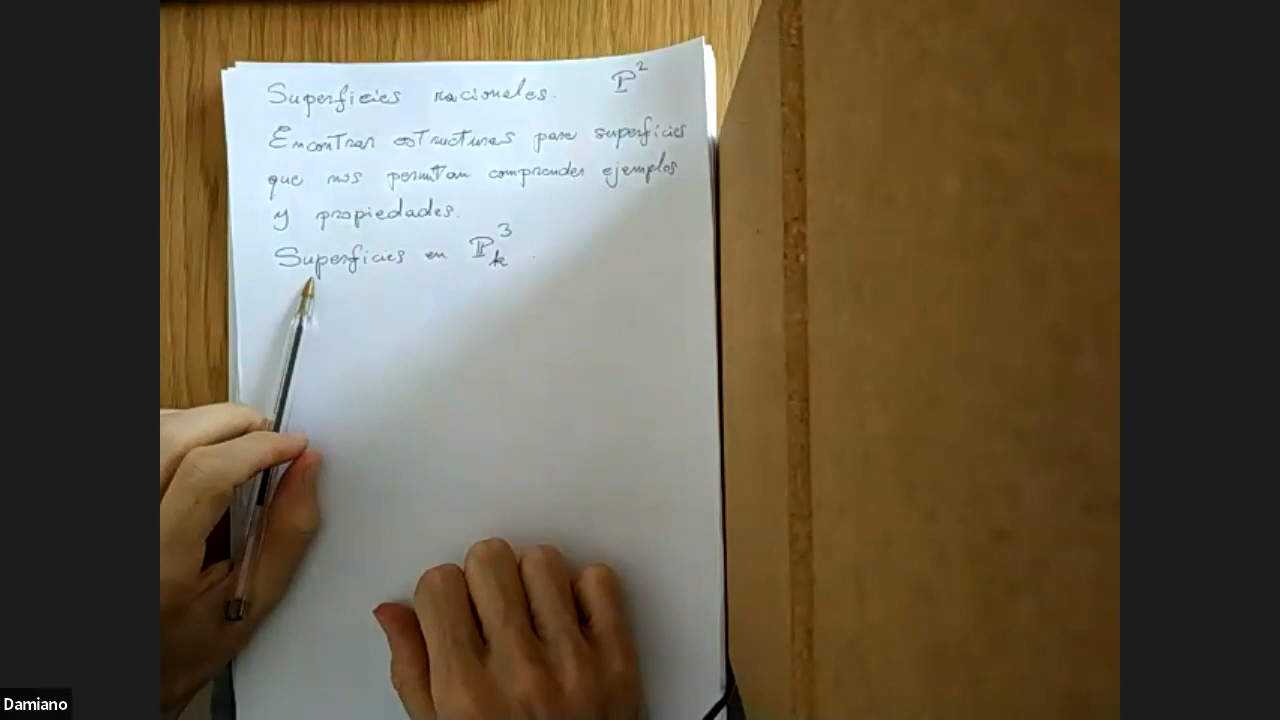 Superficies racionales. ℙ²
Encontrar estructuras para superficies
que nos permitan comprender ejemplos
y propiedades.
Superficies en ℙ³ₖ.
Damiano